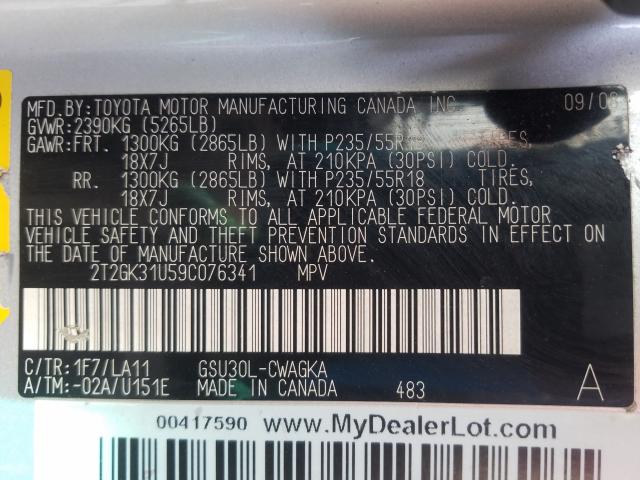 MFD.BY:TOYOTA MOTOR MANUFACTURING CANADA INC. 09/08
GVWR:2390KG (5265LB)
GAWR:FRT. 1300KG (2865LB) WITH P235/55R18 TIRES,
18X7J RIMS, AT 210KPA (30PSI) COLD.
RR. 1300KG (2865LB) WITH P235/55R18 TIRES,
18X7J RIMS, AT 210KPA (30PSI) COLD.
THIS VEHICLE CONFORMS TO ALL APPLICABLE FEDERAL MOTOR
VEHICLE SAFETY AND THEFT PREVENTION STANDARDS IN EFFECT ON
THE DATE OF MANUFACTURE SHOWN ABOVE.
2T2GK31U59C076341 MPV
C/TR:1F7/LA11 GSU30L-CWAGKA
A/TM:-02A/U151E MADE IN CANADA 483 A
00417590 www.MyDealerLot.com